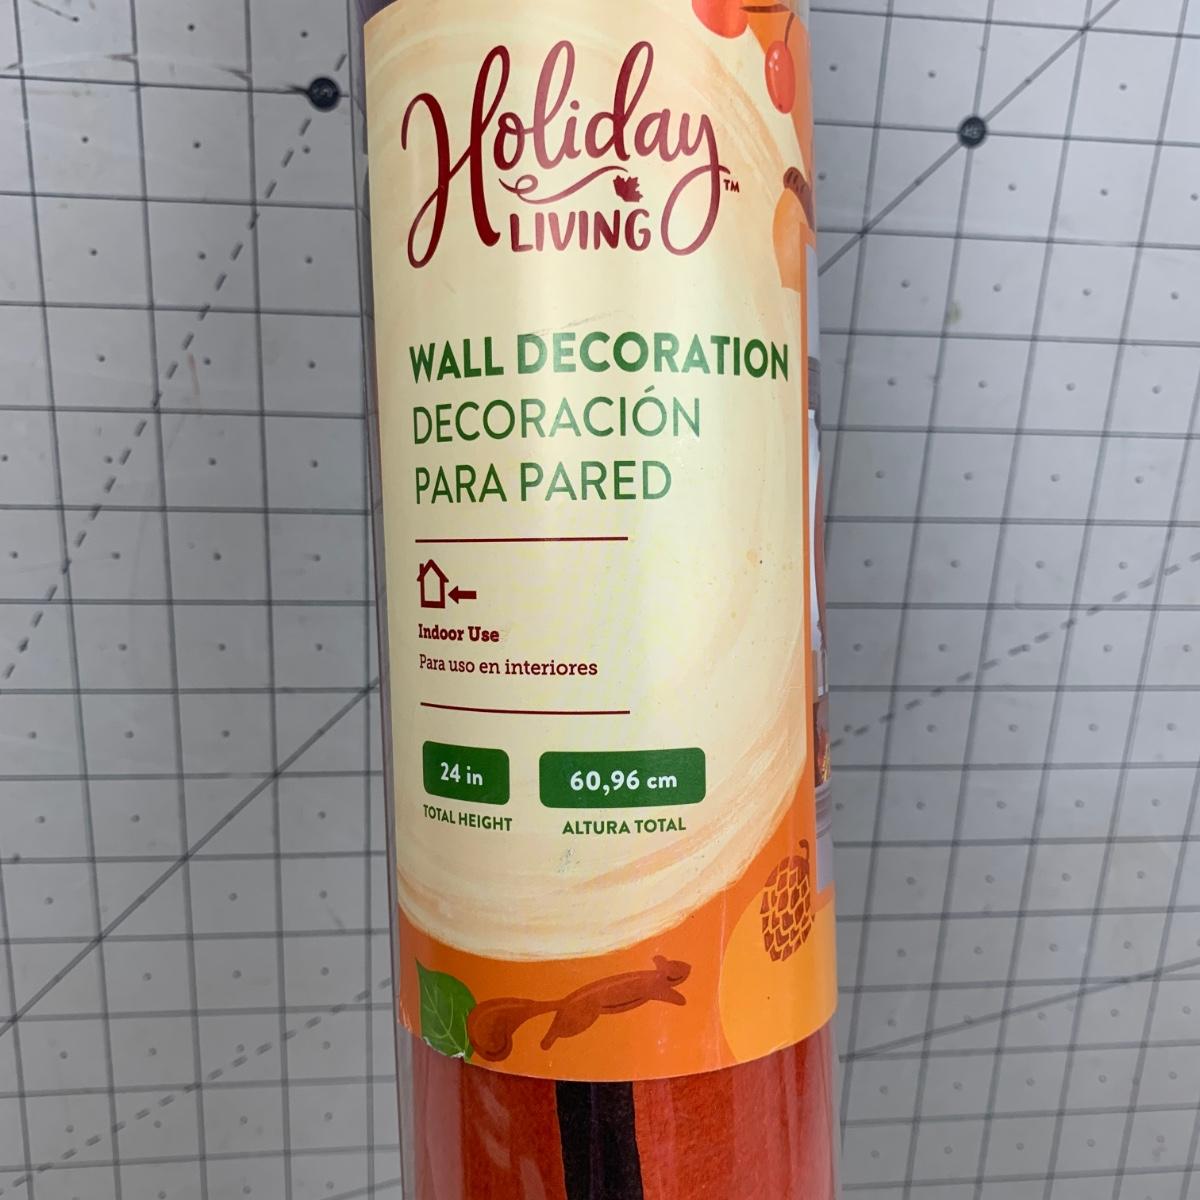 Holiday
LIVING™
WALL DECORATION
DECORACIÓN
PARA PARED
Indoor Use
Para uso en interiores
24 in
60,96 cm
TOTAL HEIGHT
ALTURA TOTAL